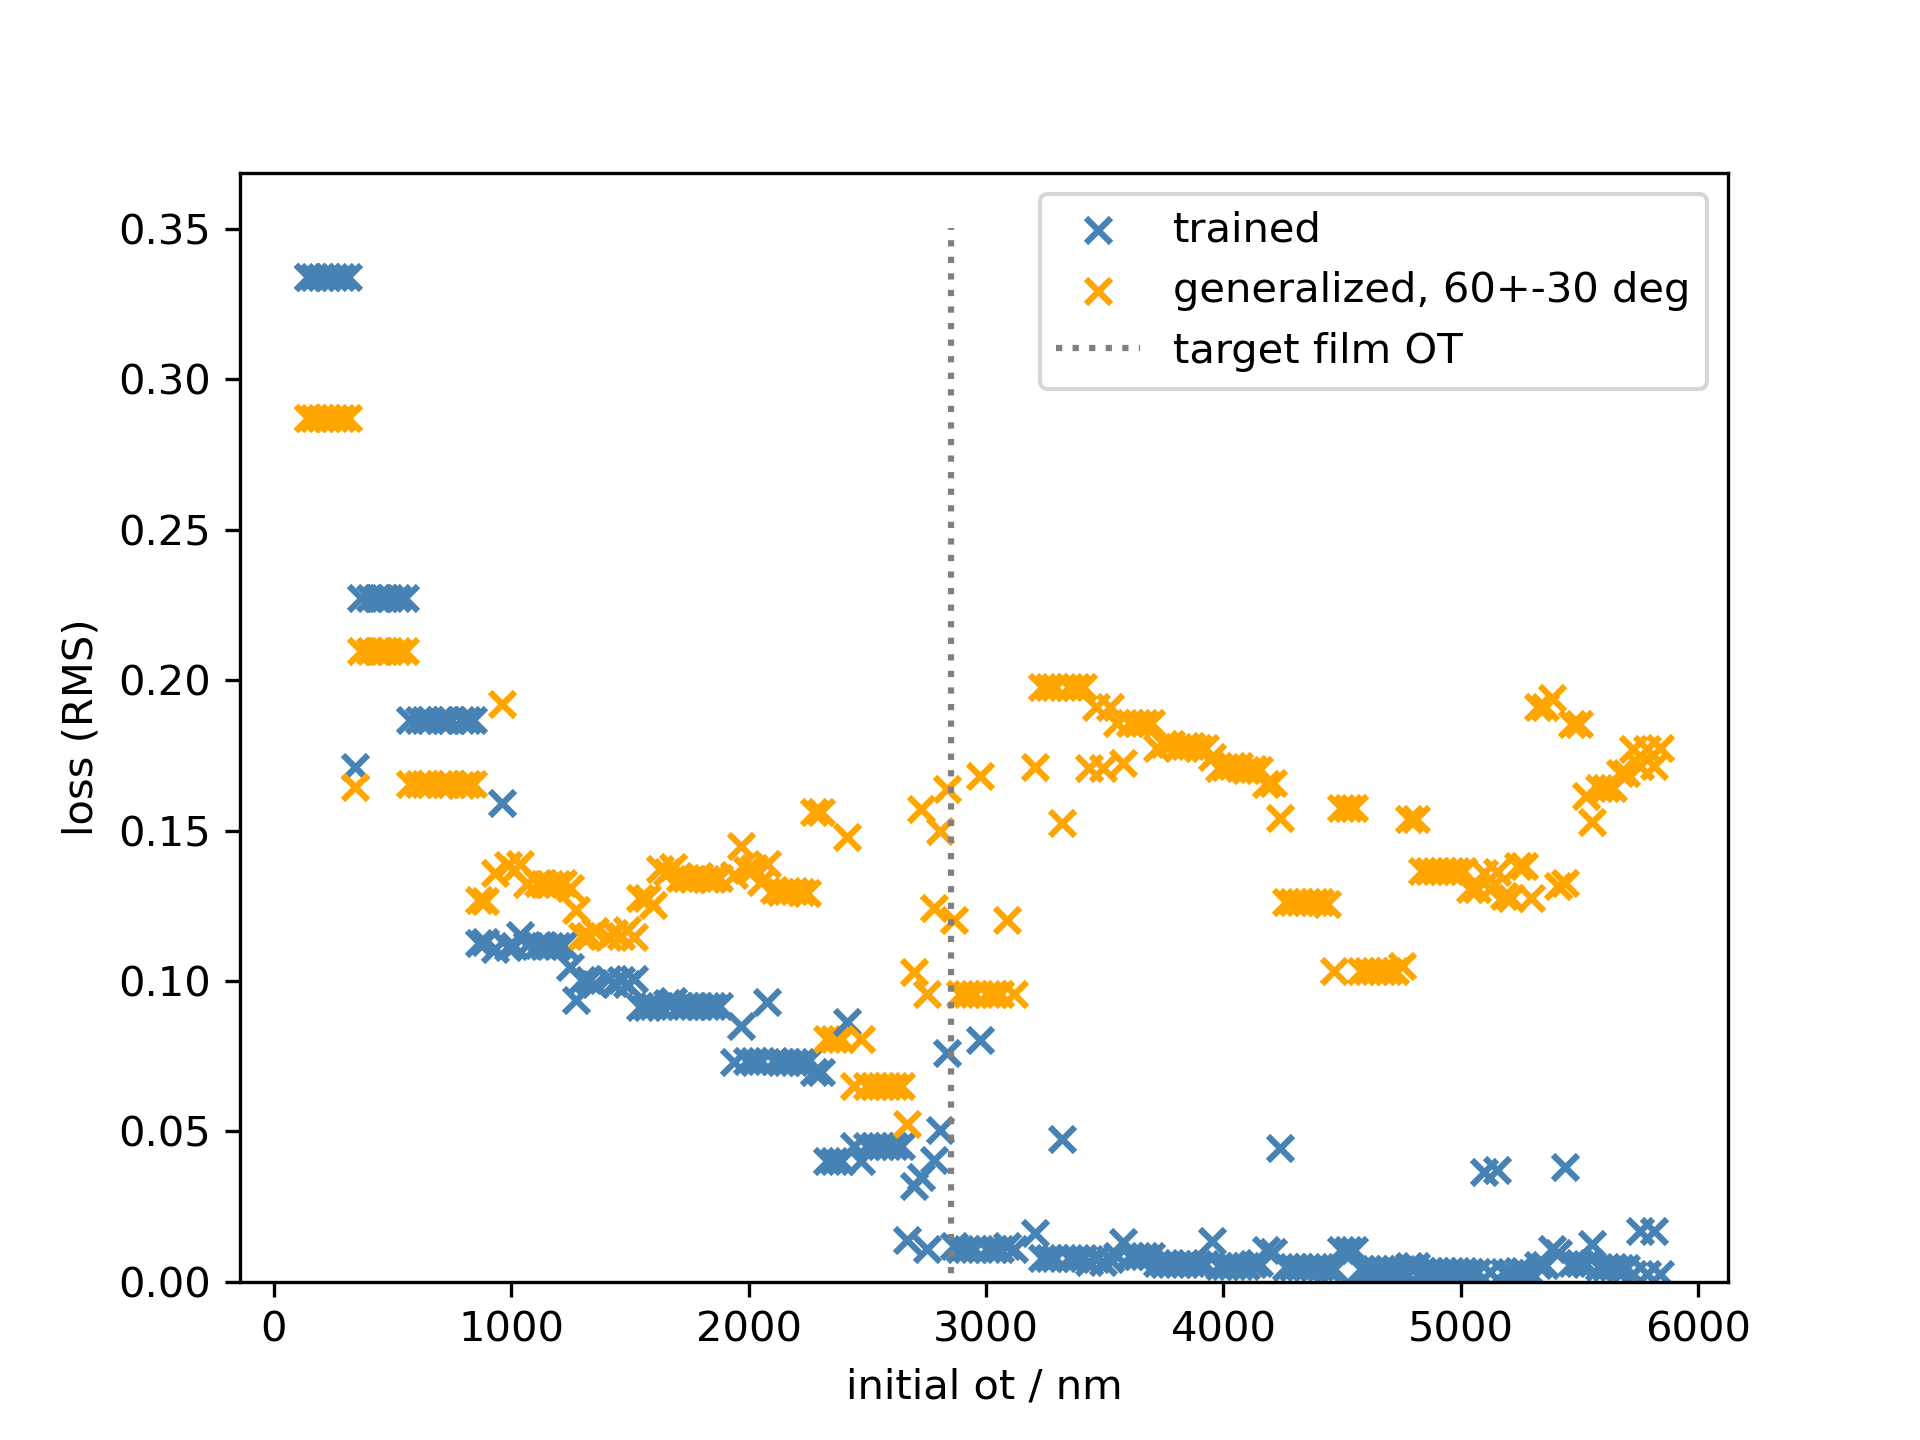 trained
generalized, 60+-30 deg
target film OT
0.35
0.30
0.25
0.20
0.15
0.10
0.05
0.00
loss (RMS)
0 1000 2000 3000 4000 5000 6000
initial ot / nm